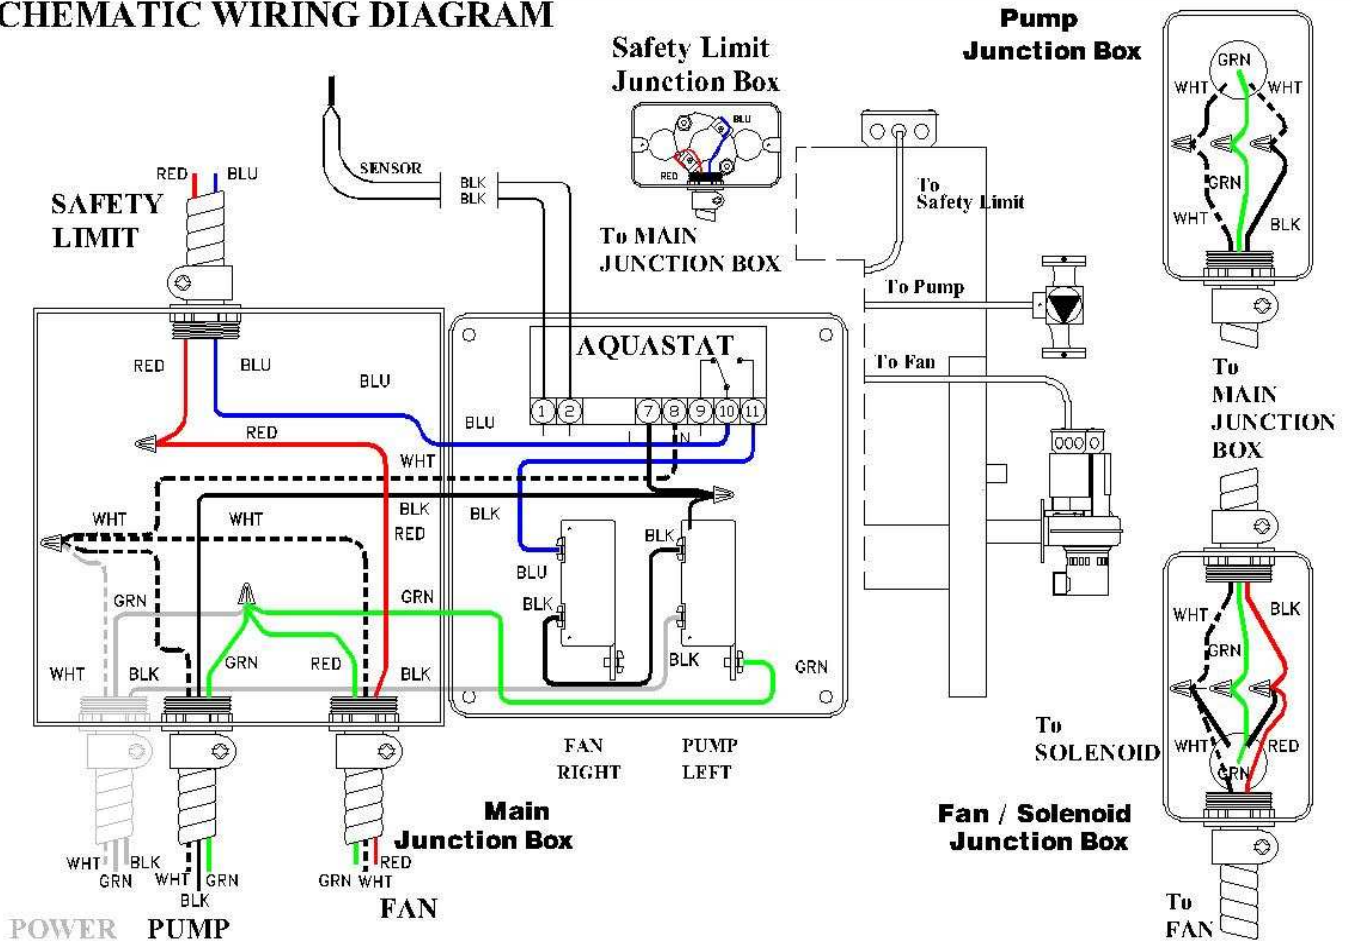 CHEMATIC WIRING DIAGRAM
Safety Limit
Junction Box
BLU
RED
To MAIN
JUNCTION BOX
Pump
Junction Box
GRN
WHT
WHT
GRN
WHT
BLK
To
MAIN
JUNCTION
BOX
SENSOR
BLK
BLK
RED
BLU
SAFETY
LIMIT
To
Safety Limit
To Pump
To Fan
AQUASTAT
1
2
7
8
9
10
11
L
N
RED
BLU
BLU
BLU
RED
WHT
WHT
WHT
BLK
BLK
RED
BLK
BLU
BLK
GRN
GRN
GRN
RED
BLK
WHT
BLK
BLK
GRN
FAN
RIGHT
PUMP
LEFT
Main
Junction Box
WHT
BLK
GRN
WHT
GRN
BLK
RED
GRN
WHT
POWER
PUMP
FAN
WHT
BLK
GRN
To
SOLENOID
WHT
RED
GRN
Fan / Solenoid
Junction Box
To
FAN